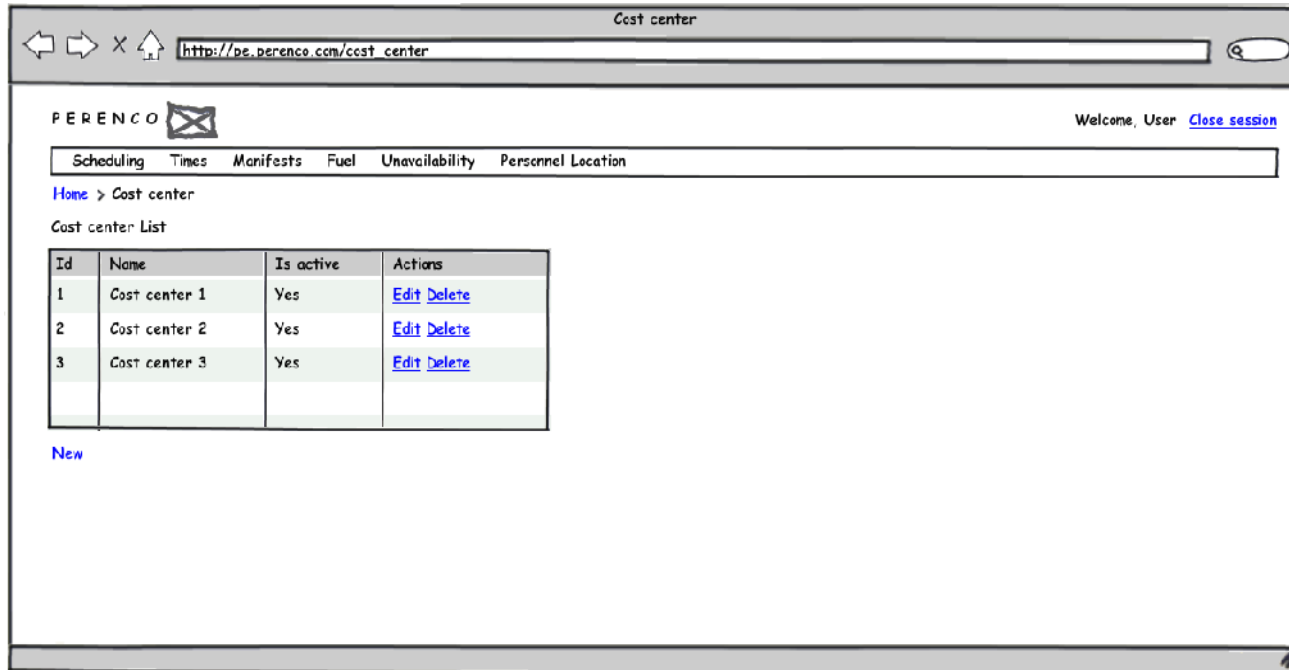 Cost center
http://pe.perenco.com/cost_center
PERENCO
Welcome, User Close session
Scheduling Times Manifests Fuel Unavailability Personnel Location
Home > Cost center
Cost center List
Id Name Is active Actions
1 Cost center 1 Yes Edit Delete
2 Cost center 2 Yes Edit Delete
3 Cost center 3 Yes Edit Delete
New